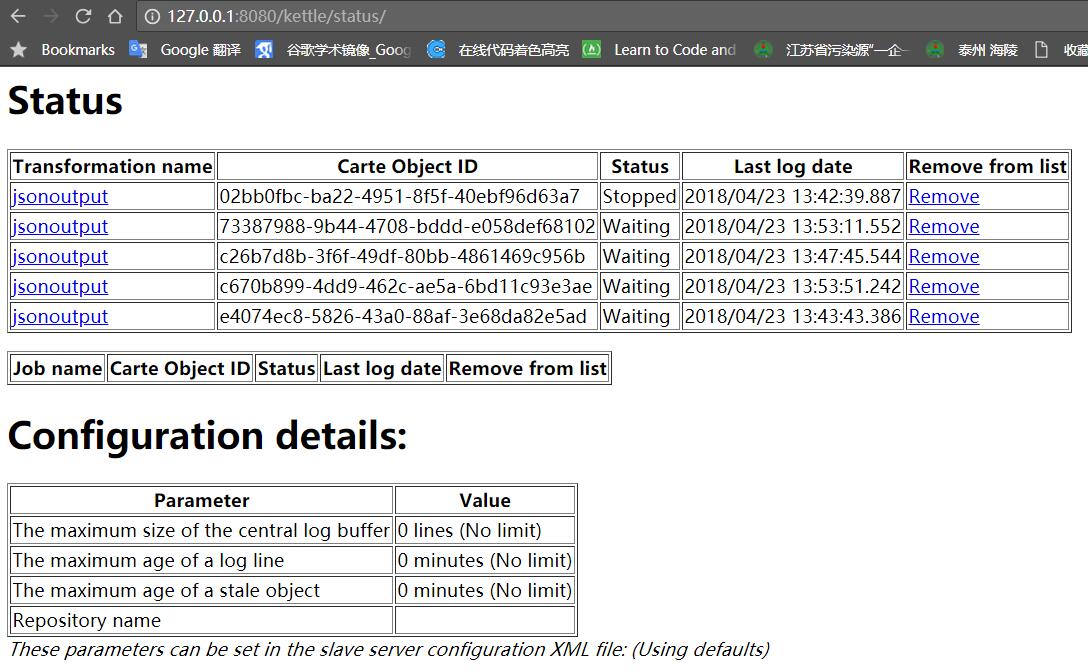 127.0.0.1:8080/kettle/status/
Bookmarks Google 翻译 谷歌学术镜像_Goog 在线代码着色高亮 Learn to Code and 江苏省污染源“一企一 泰州 海陵 收藏
Status
Transformation name Carte Object ID Status Last log date Remove from list
jsonoutput 02bb0fbc-ba22-4951-8f5f-40ebf96d63a7 Stopped 2018/04/23 13:42:39.887 Remove
jsonoutput 73387988-9b44-4708-bddd-e058def68102 Waiting 2018/04/23 13:53:11.552 Remove
jsonoutput c26b7d8b-3f6f-49df-80bb-4861469c956b Waiting 2018/04/23 13:47:45.544 Remove
jsonoutput c670b899-4dd9-462c-ae5a-6bd11c93e3ae Waiting 2018/04/23 13:53:51.242 Remove
jsonoutput e4074ec8-5826-43a0-88af-3e68da82e5ad Waiting 2018/04/23 13:43:43.386 Remove
Job name Carte Object ID Status Last log date Remove from list
Configuration details:
Parameter Value
The maximum size of the central log buffer 0 lines (No limit)
The maximum age of a log line 0 minutes (No limit)
The maximum age of a stale object 0 minutes (No limit)
Repository name
These parameters can be set in the slave server configuration XML file: (Using defaults)